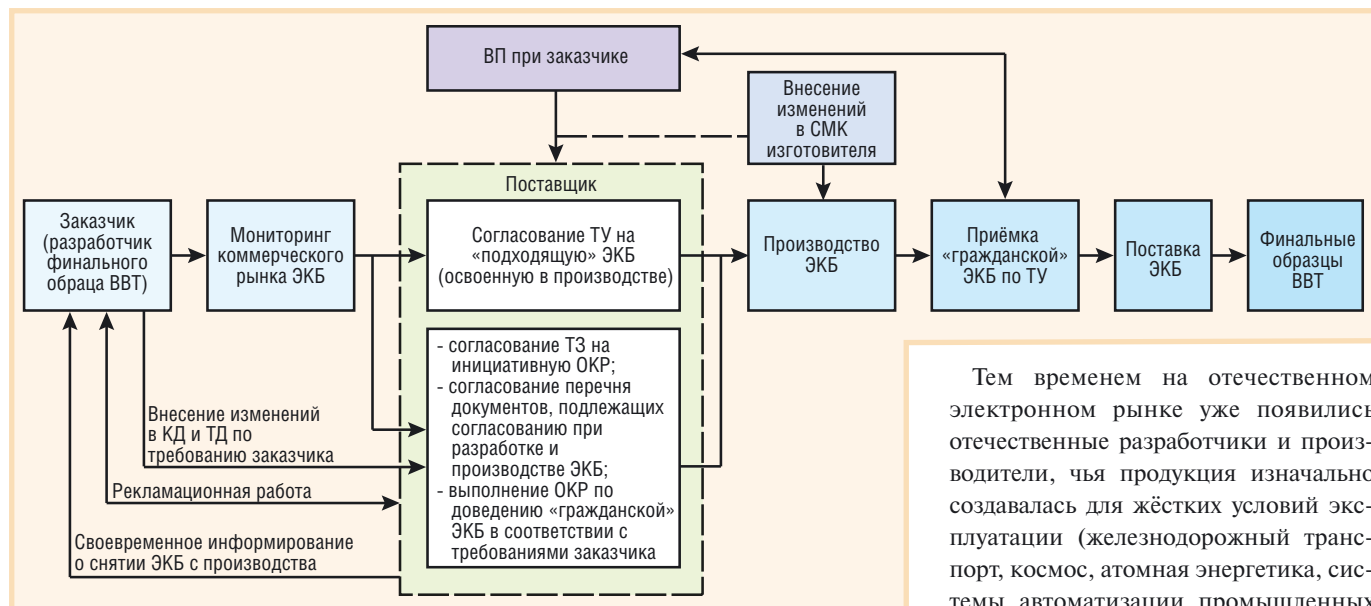 ВП при заказчике
Внесение
изменений
в СМК
изготовителя
Поставщик
Заказчик
(разработчик
финального
обраца ВВТ)
Мониторинг
коммерческого
рынка ЭКБ
Согласование ТУ на
«подходящую» ЭКБ
(освоенную в производстве)
Производство
ЭКБ
Приёмка
«гражданской»
ЭКБ по ТУ
Поставка
ЭКБ
Финальные
образцы
ВВТ
- согласование ТЗ на
инициативную ОКР;
- согласование перечня
документов, подлежащих
согласованию при
разработке и
производстве ЭКБ;
- выполнение ОКР по
доведению «гражданской»
ЭКБ в соответствии с
требованиями заказчика
Внесение изменений
в КД и ТД по
требованию заказчика
Рекламационная работа
Своевременное информирование
о снятии ЭКБ с производства
Тем временем на отечественном
электронном рынке уже появились
отечественные разработчики и произ-
водители, чья продукция изначально
создавалась для жёстких условий экс-
плуатации (железнодорожный транс-
порт, космос, атомная энергетика, сис-
темы автоматизации промышленных